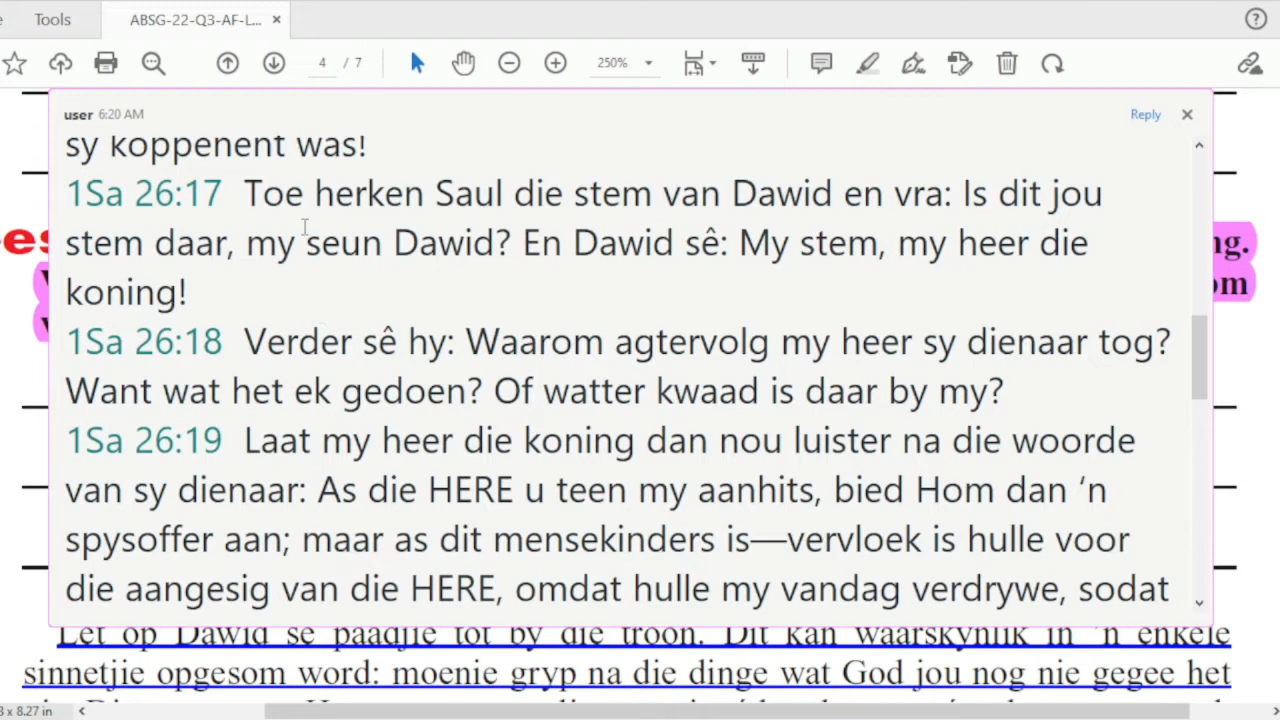 Tools
ABSG-22-Q3-AF-L... ×
4 / 7
250%
user 6:20 AM
Reply
sy koppenent was!
1Sa 26:17 Toe herken Saul die stem van Dawid en vra: Is dit jou
stem daar, my seun Dawid? En Dawid sê: My stem, my heer die
koning!
1Sa 26:18 Verder sê hy: Waarom agtervolg my heer sy dienaar tog?
Want wat het ek gedoen? Of watter kwaad is daar by my?
1Sa 26:19 Laat my heer die koning dan nou luister na die woorde
van sy dienaar: As die HERE u teen my aanhits, bied Hom dan ‘n
spysoffer aan; maar as dit mensekinders is—vervloek is hulle voor
die aangesig van die HERE, omdat hulle my vandag verdrywe, sodat
Let op Dawid se paadjie tot by die troon. Dit kan waarskynlik in ’n enkele
sinnetjie opgesom word: moenie gryp na die dinge wat God jou nog nie gegee het
x 8.27 in